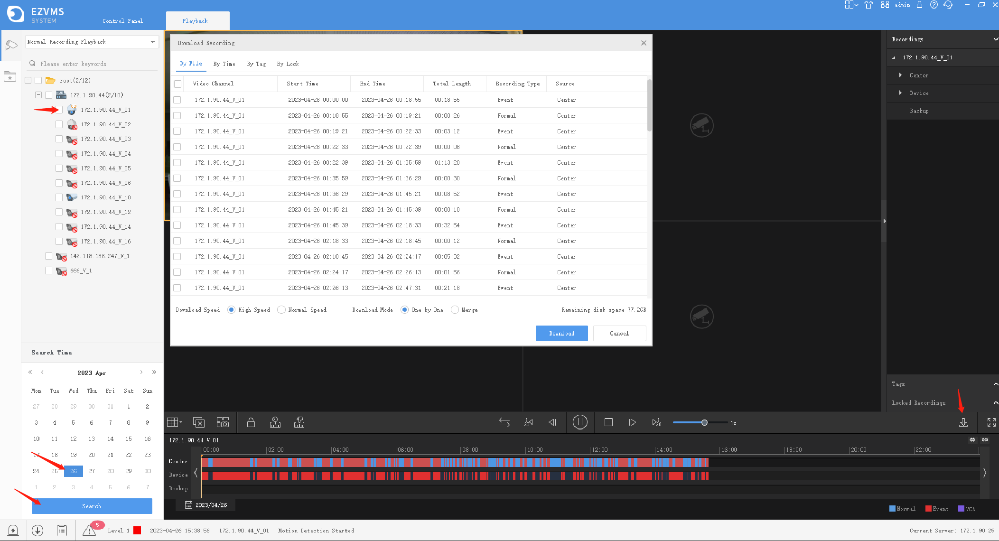 EZVMS
SYSTEM
Control Panel
Playback
admin
Normal Recording Playback
Please enter keywords
root(2/12)
NVR
172.1.90.44(2/10)
172.1.90.44_V_01
172.1.90.44_V_02
172.1.90.44_V_03
172.1.90.44_V_04
172.1.90.44_V_05
172.1.90.44_V_06
172.1.90.44_V_10
172.1.90.44_V_12
172.1.90.44_V_14
172.1.90.44_V_16
142.118.186.247_V_1
666_V_1
Search Time
2023 Apr
Mon Tue Wed Thu Fri Sat Sun
27 28 29 30 31 1 2
3 4 5 6 7 8 9
10 11 12 13 14 15 16
17 18 19 20 21 22 23
24 25 26 27 28 29 30
1 2 3 4 5 6 7
Search
Download Recording
By File By Time By Tag By Lock
Video Channel Start Time End Time Total Length Recording Type Source
172.1.90.44_V_01 2023-04-26 00:00:00 2023-04-26 00:18:55 00:18:55 Event Center
172.1.90.44_V_01 2023-04-26 00:18:55 2023-04-26 00:19:21 00:00:26 Normal Center
172.1.90.44_V_01 2023-04-26 00:19:21 2023-04-26 00:22:33 00:03:12 Event Center
172.1.90.44_V_01 2023-04-26 00:22:33 2023-04-26 00:22:39 00:00:06 Normal Center
172.1.90.44_V_01 2023-04-26 00:22:39 2023-04-26 01:35:59 01:13:20 Event Center
172.1.90.44_V_01 2023-04-26 01:35:59 2023-04-26 01:36:29 00:00:30 Normal Center
172.1.90.44_V_01 2023-04-26 01:36:29 2023-04-26 01:45:21 00:08:52 Event Center
172.1.90.44_V_01 2023-04-26 01:45:21 2023-04-26 01:45:39 00:00:18 Normal Center
172.1.90.44_V_01 2023-04-26 01:45:39 2023-04-26 02:18:33 00:32:54 Event Center
172.1.90.44_V_01 2023-04-26 02:18:33 2023-04-26 02:18:45 00:00:12 Normal Center
172.1.90.44_V_01 2023-04-26 02:18:45 2023-04-26 02:24:17 00:05:32 Event Center
172.1.90.44_V_01 2023-04-26 02:24:17 2023-04-26 02:26:13 00:01:56 Normal Center
172.1.90.44_V_01 2023-04-26 02:26:13 2023-04-26 02:47:31 00:21:18 Event Center
Download Speed High Speed Normal Speed Download Mode One by One Merge Remaining disk space 77.2GB
Download Cancel
Recordings
172.1.90.44_V_01
Center
Device
Backup
Tags
Locked Recordings
30 30 1x
172.1.90.44_V_01
00:00 02:00 04:00 06:00 08:00 10:00 12:00 14:00 16:00 18:00 20:00 22:00
Center
Device
Backup
2023/04/26
Normal Event VCA
5
Level 1 2023-04-26 15:38:56 172.1.90.44_V_01 Motion Detection Started
Current Server: 172.1.90.29